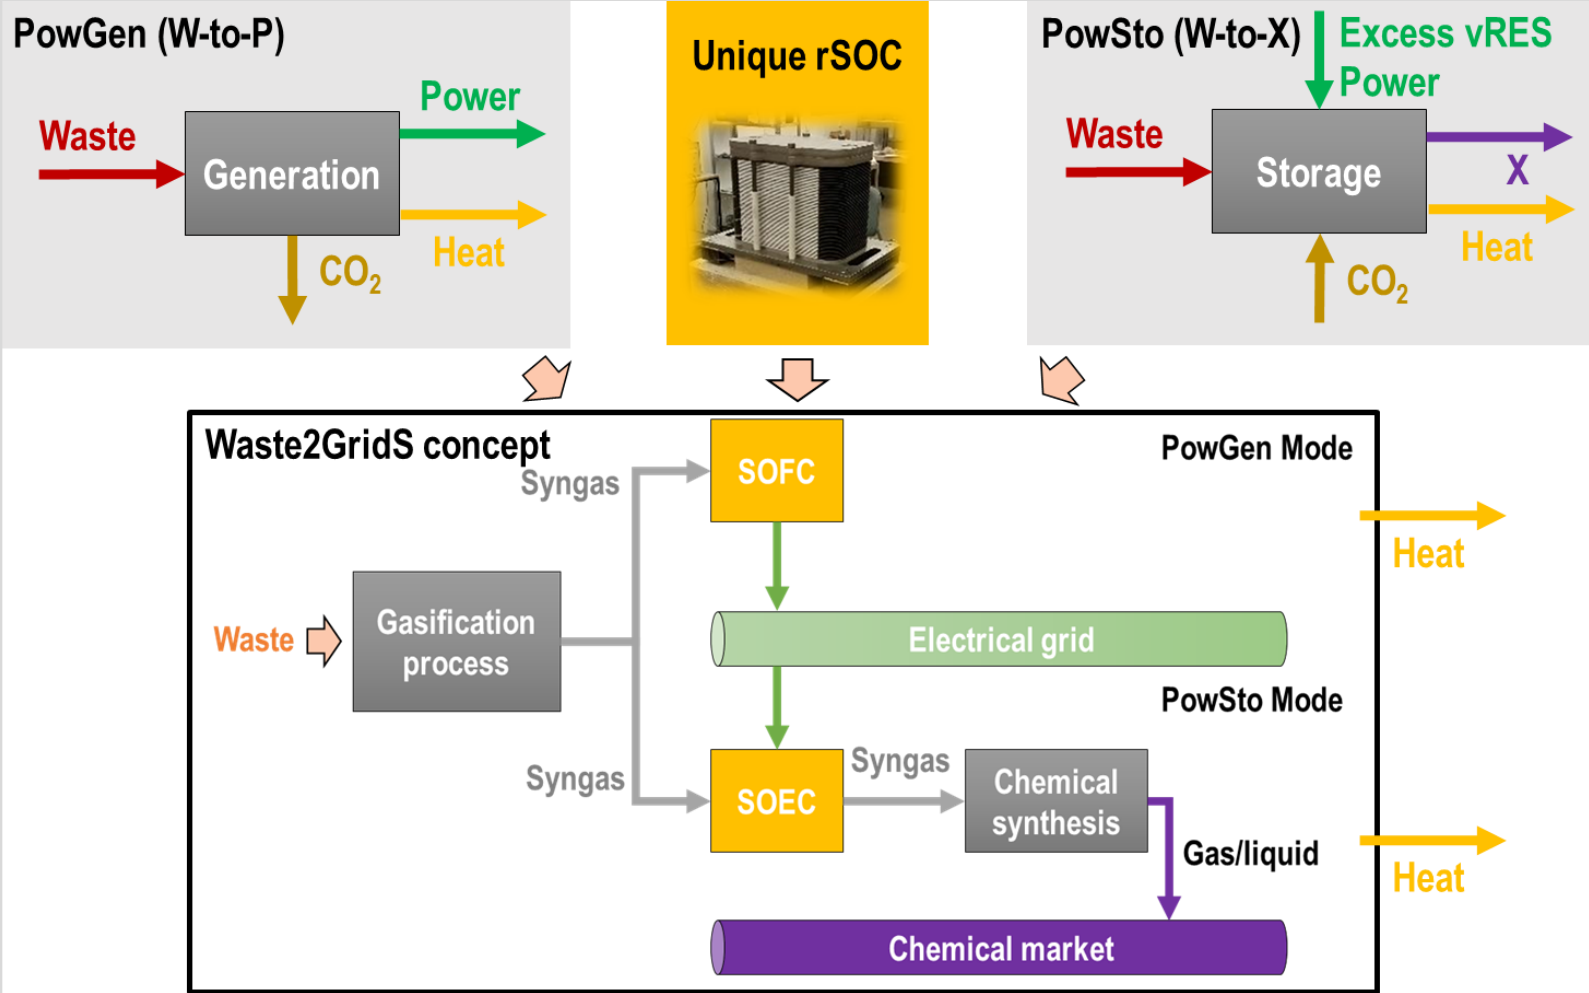 PowGen (W-to-P)
Waste
Generation
Power
Heat
CO₂
Unique rSOC
PowSto (W-to-X)
Excess vRES
Power
Waste
Storage
X
Heat
CO₂
Waste2GridS concept
PowGen Mode
Syngas
SOFC
Heat
Waste
Gasification
process
Electrical grid
PowSto Mode
Syngas
SOEC
Syngas
Chemical
synthesis
Gas/liquid
Heat
Chemical market